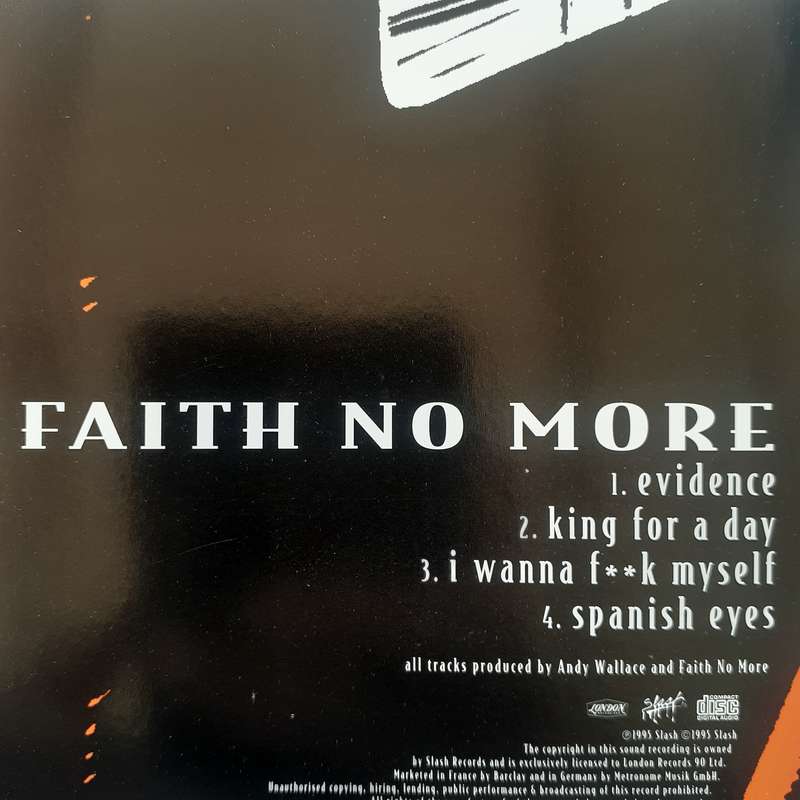 FAITH NO MORE
1. evidence
2. king for a day
3. i wanna f**k myself
4. spanish eyes
all tracks produced by Andy Wallace and Faith No More
LONDON Slash COMPACT disc DIGITAL AUDIO
℗1995 Slash ©1995 Slash
The copyright in this sound recording is owned
by Slash Records and is exclusively licensed to London Records 90 Ltd.
Marketed in France by Barclay and in Germany by Metronome Musik GmbH.
Unauthorised copying, hiring, lending, public performance & broadcasting of this record prohibited.